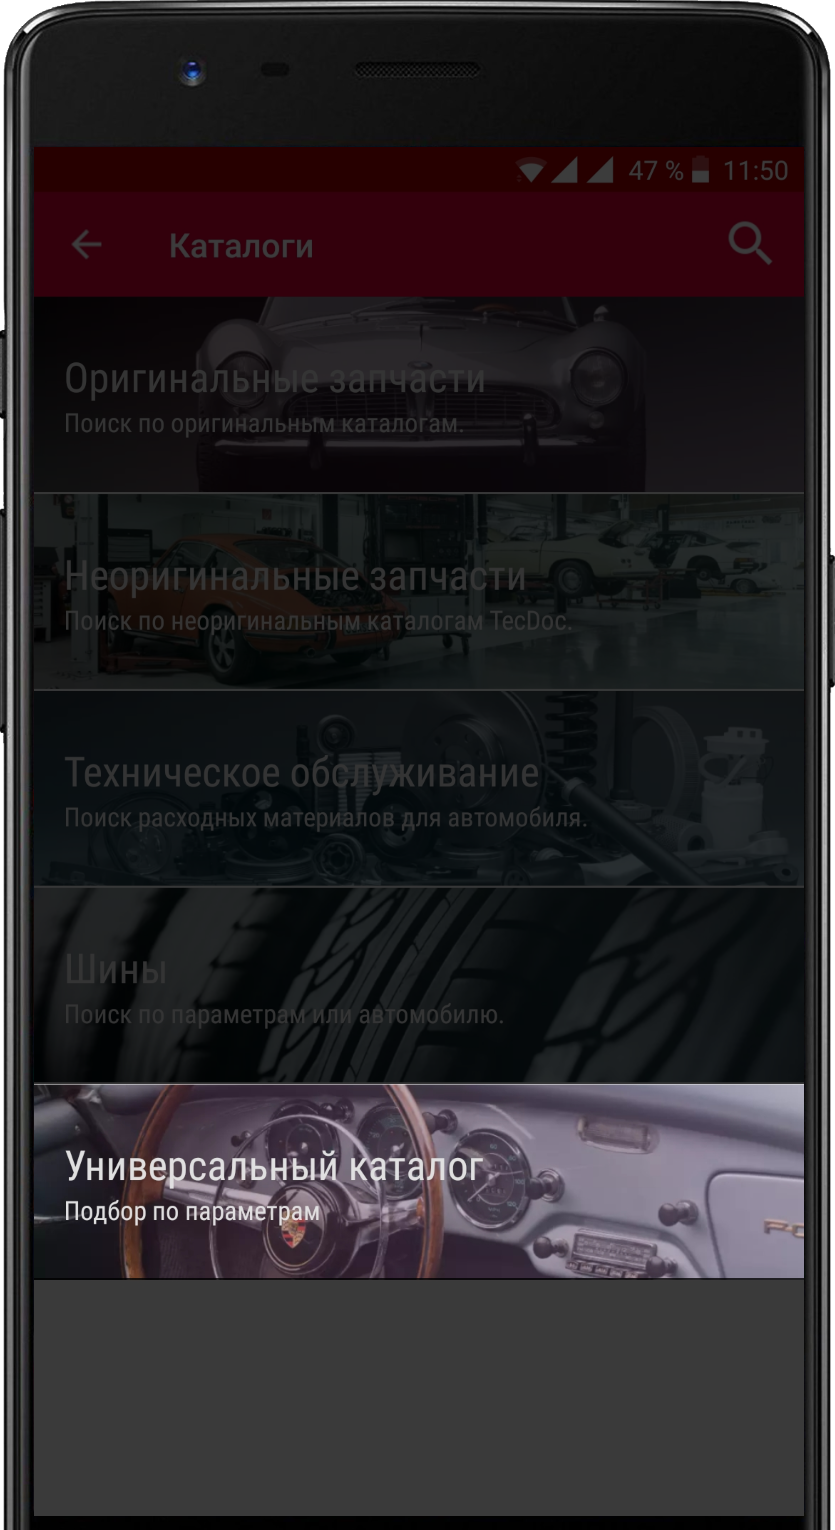 47 % 11:50
Каталоги
Оригинальные запчасти
Поиск по оригинальным каталогам.
Неоригинальные запчасти
Поиск по неоригинальным каталогам TecDoc.
Техническое обслуживание
Поиск расходных материалов для автомобиля.
Шины
Поиск по параметрам или автомобилю.
Универсальный каталог
Подбор по параметрам